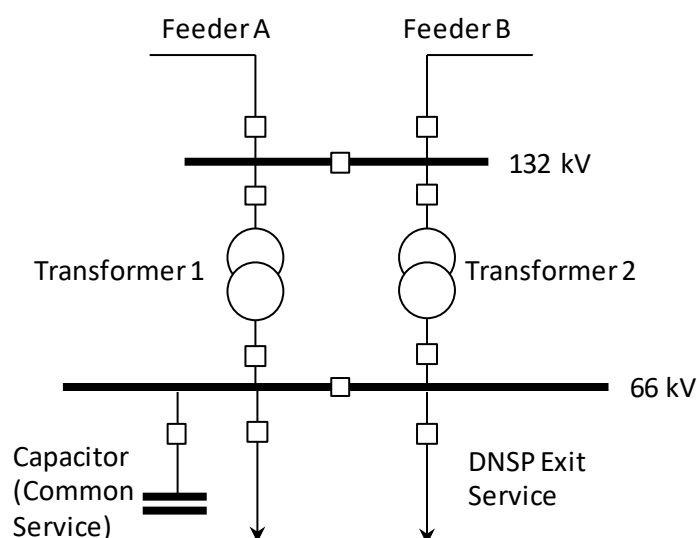 Feeder A
Feeder B
132 kV
Transformer 1
Transformer 2
66 kV
Capacitor
(Common
Service)
DNSP Exit
Service